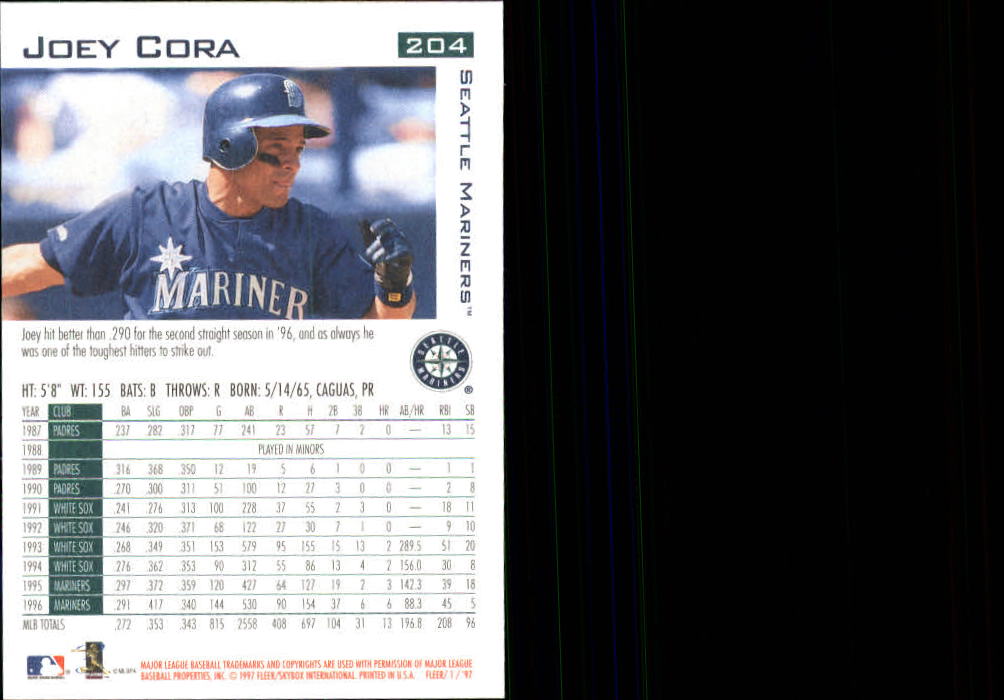 JOEY CORA
204
SEATTLE MARINERS™
MARINER
Joey hit better than .290 for the second straight season in '96, and as always he
was one of the toughest hitters to strike out.
SEATTLE MARINERS ®
HT: 5'8" WT: 155 BATS: B THROWS: R BORN: 5/14/65, CAGUAS, PR
YEAR CLUB BA SLG OBP G AB R H 2B 3B HR AB/HR RBI SB
1987 PADRES .237 .282 .317 77 241 23 57 7 2 0 — 13 15
1988 PLAYED IN MINORS
1989 PADRES .316 .368 .350 12 19 5 6 1 0 0 — 1 1
1990 PADRES .270 .300 .311 51 100 12 27 3 0 0 — 2 8
1991 WHITE SOX .241 .276 .313 100 228 37 55 2 3 0 — 18 11
1992 WHITE SOX .246 .320 .371 68 122 27 30 7 1 0 — 9 10
1993 WHITE SOX .268 .349 .351 153 579 95 155 15 13 2 289.5 51 20
1994 WHITE SOX .276 .362 .353 90 312 55 86 13 4 2 156.0 30 8
1995 MARINERS .297 .372 .359 120 427 64 127 19 2 3 142.3 39 18
1996 MARINERS .291 .417 .340 144 530 90 154 37 6 6 88.3 45 5
MLB TOTALS .272 .353 .343 815 2558 408 697 104 31 13 196.8 208 96
© MLBPA
MAJOR LEAGUE BASEBALL TRADEMARKS AND COPYRIGHTS ARE USED WITH PERMISSION OF MAJOR LEAGUE
BASEBALL PROPERTIES, INC. © 1997 FLEER/SKYBOX INTERNATIONAL. PRINTED IN U.S.A. FLEER/ 1 / '97